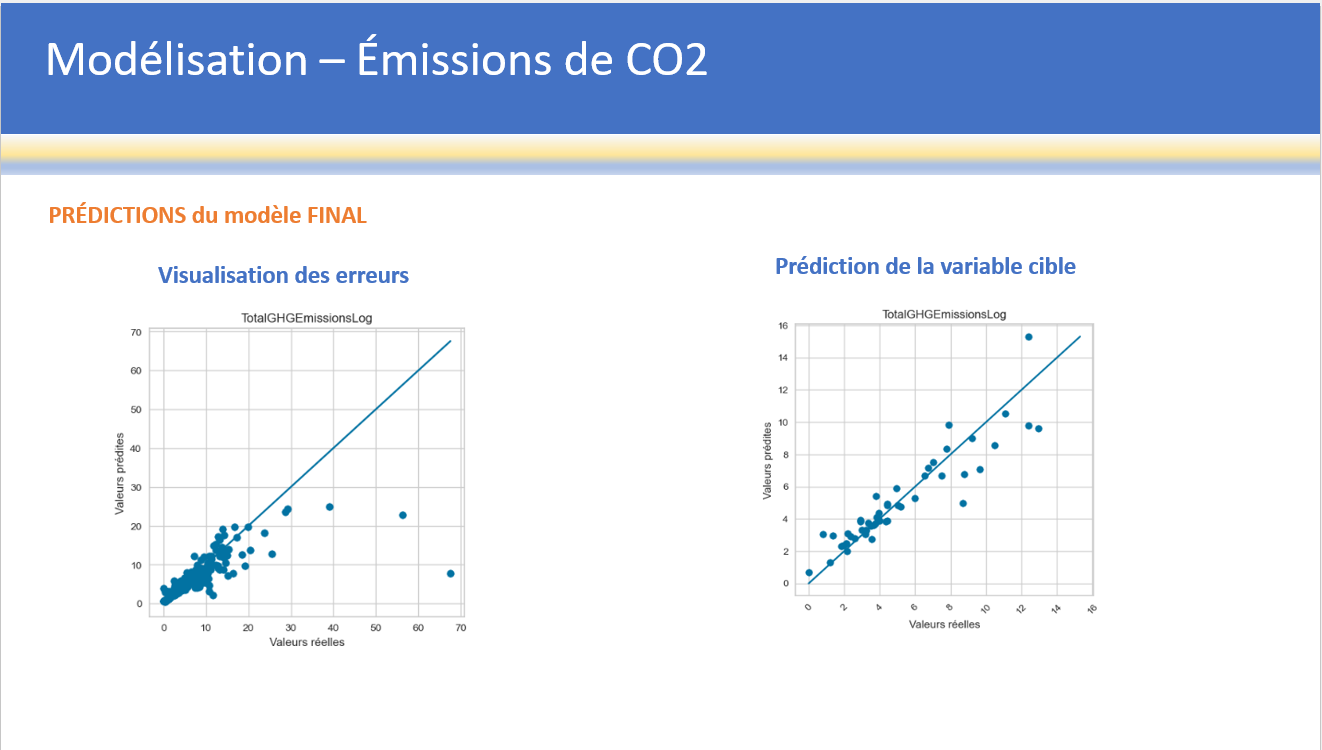 Modélisation – Émissions de CO2
PRÉDICTIONS du modèle FINAL
Visualisation des erreurs
TotalGHGEmissionsLog
70
60
50
40
30
20
10
0
Valeurs prédites
0 10 20 30 40 50 60 70
Valeurs réelles
Prédiction de la variable cible
TotalGHGEmissionsLog
16
14
12
10
8
6
4
2
0
Valeurs prédites
0 2 4 6 8 10 12 14 16
Valeurs réelles